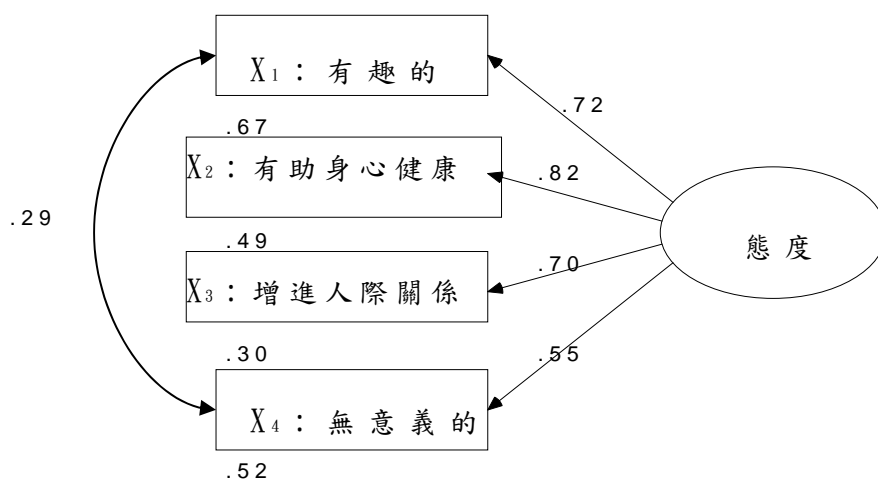 X₁：有趣的
.72
.67
X₂：有助身心健康
.82
.29
.49
態度
X₃：增進人際關係
.70
.30
.55
X₄：無意義的
.52